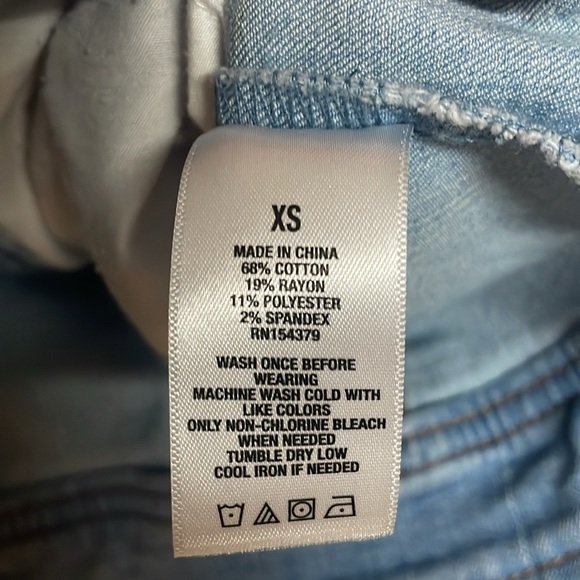 XS
MADE IN CHINA
68% COTTON
19% RAYON
11% POLYESTER
2% SPANDEX
RN154379
WASH ONCE BEFORE
WEARING
MACHINE WASH COLD WITH
LIKE COLORS
ONLY NON-CHLORINE BLEACH
WHEN NEEDED
TUMBLE DRY LOW
COOL IRON IF NEEDED